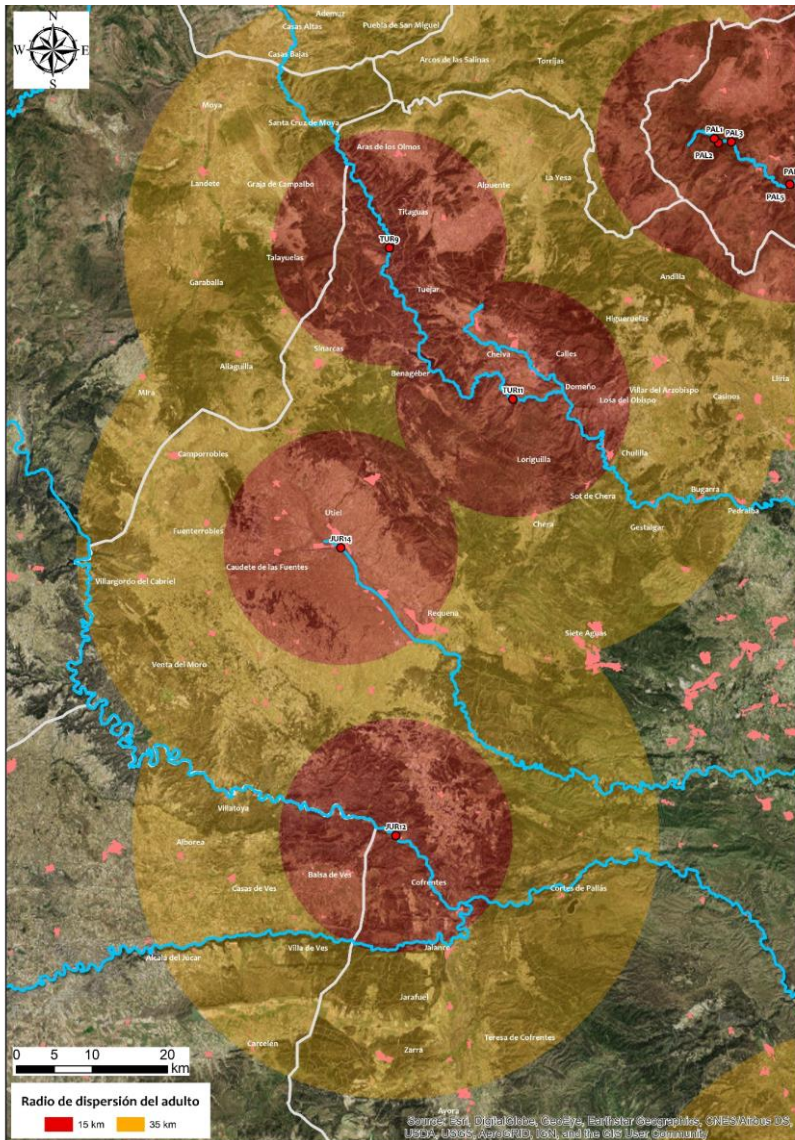 N
W E
S
Ademuz
Casas Altas
Puebla de San Miguel
Casas Bajas
Arcos de las Salinas
Torrijas
Moya
Santa Cruz de Moya
Aras de los Olmos
PAL1
PAL3
PAL2
PAL5
Landete
Graja de Campalbo
Alpuente
La Yesa
Titaguas
TUR9
Talayuelas
Garaballa
Tuejar
Andilla
Higueruelas
Sinarcas
Chelva
Calles
Aliaguilla
Benagéber
Mira
TUR11
Domeño
Villar del Arzobispo
Losa del Obispo
Casinos
Lliria
Camporrobles
Loriguilla
Chulilla
Sot de Chera
Bugarra
Pedralba
Utiel
Fuenterrobles
Chera
Gestalgar
JUR14
Caudete de las Fuentes
Villargordo del Cabriel
Requena
Siete Aguas
Venta del Moro
Villatoya
JUR12
Alborea
Balsa de Ves
Cofrentes
Casas de Ves
Cortes de Pallás
Villa de Ves
Jalance
Alcalá del Júcar
Jarafuel
Carcelén
Teresa de Cofrentes
Zarra
Ayora
0 5 10 20
km
Radio de dispersión del adulto
15 km 35 km
Source: Esri, DigitalGlobe, GeoEye, Earthstar Geographics, CNES/Airbus DS,
USDA, USGS, AeroGRID, IGN, and the GIS User Community